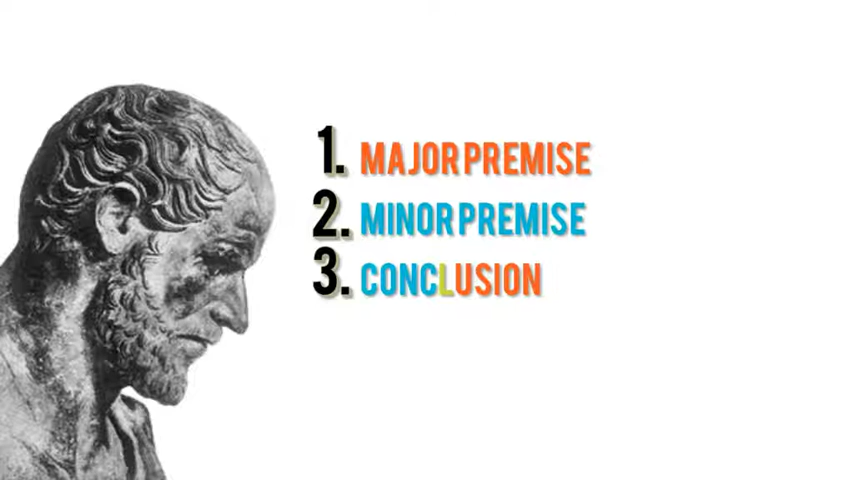 1. MAJOR PREMISE
2. MINOR PREMISE
3. CONCLUSION